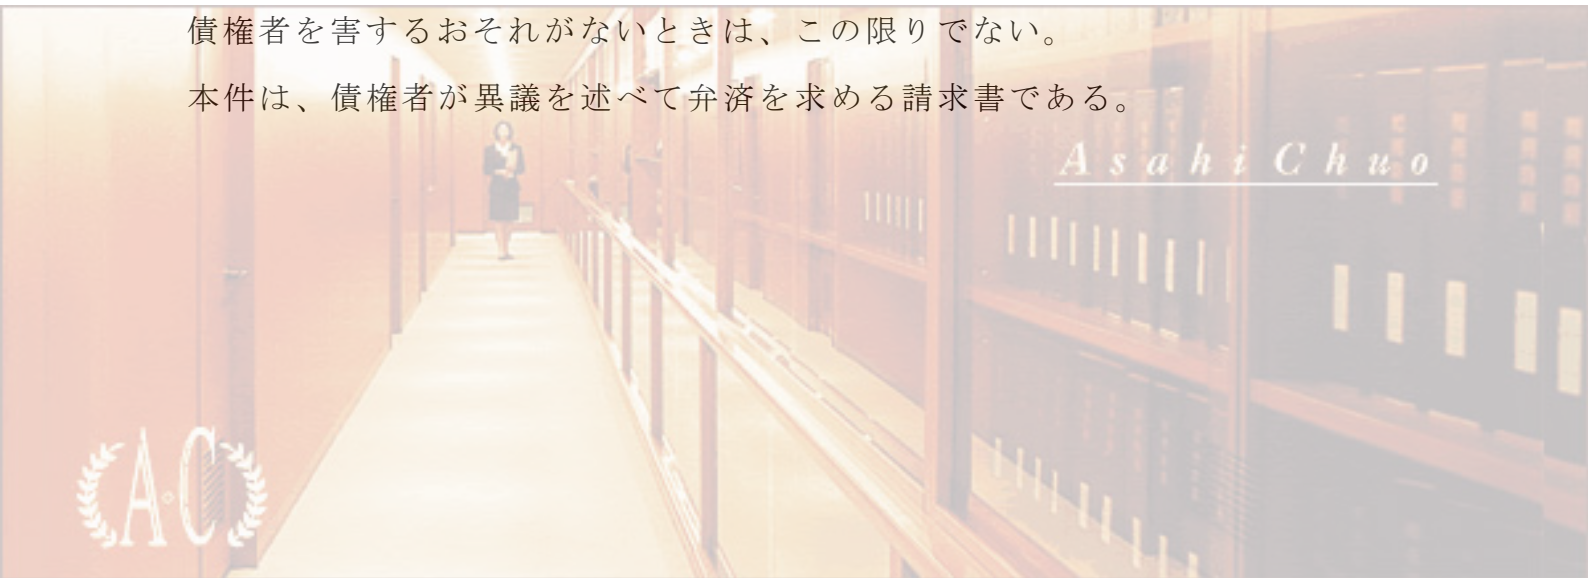 債権者を害するおそれがないときは、この限りでない。
本件は、債権者が異議を述べて弁済を求める請求書である。
Asahi Chuo
A・C